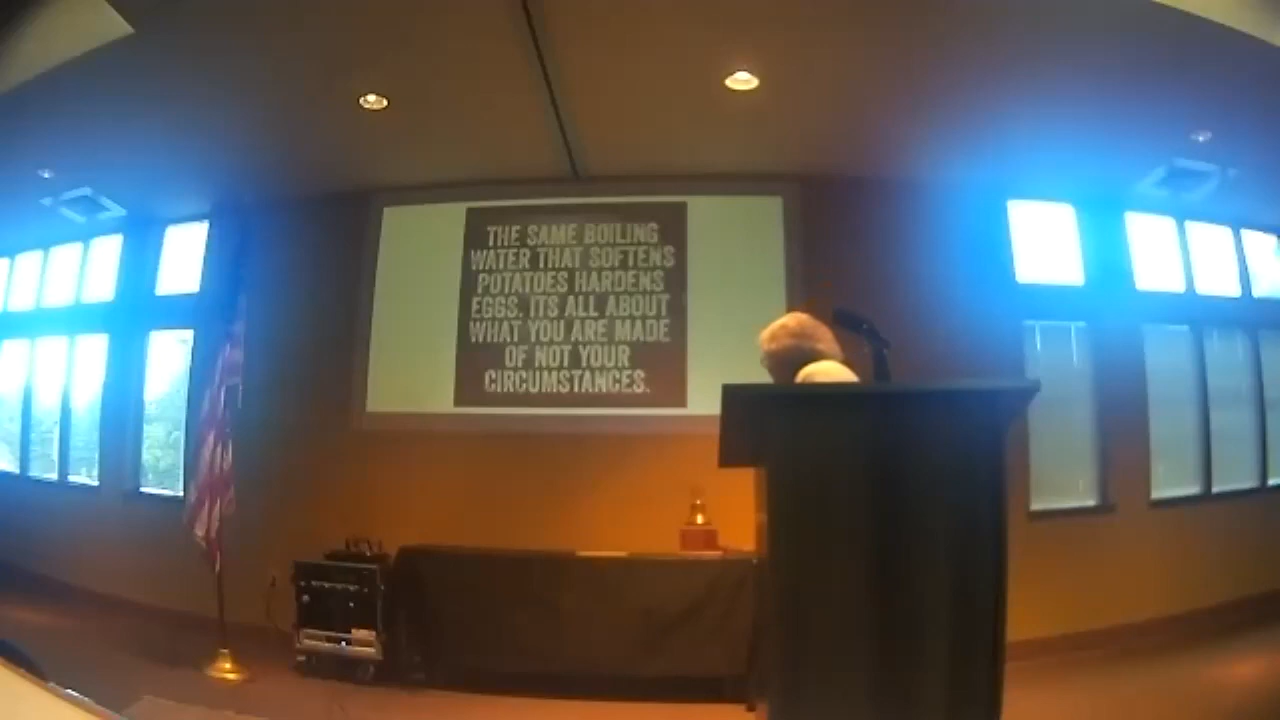 THE SAME BOILING
WATER THAT SOFTENS
POTATOES HARDENS
EGGS. ITS ALL ABOUT
WHAT YOU ARE MADE
OF NOT YOUR
CIRCUMSTANCES.